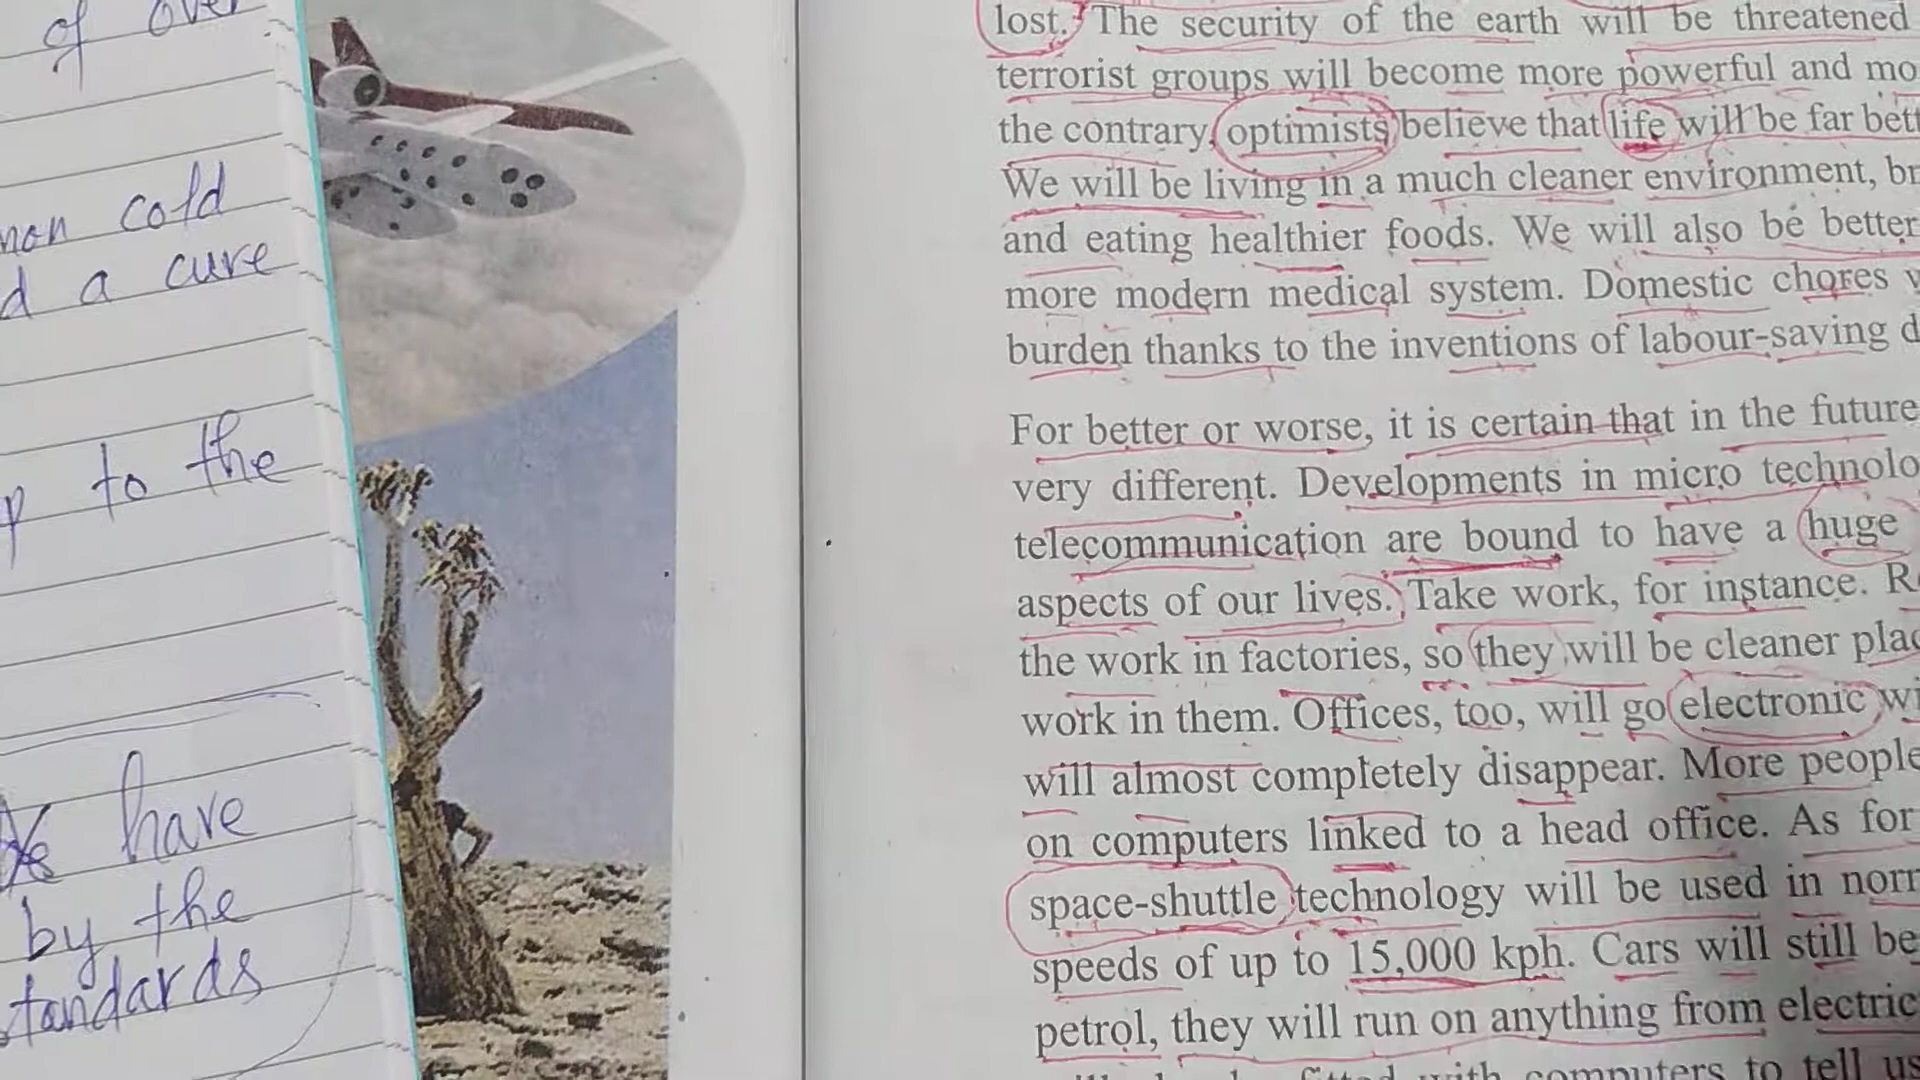 of over
cold
a cure
to the
have
by the
standards
lost. The security of the earth will be threatened
terrorist groups will become more powerful and
the contrary, optimists believe that life will be far
We will be living in a much cleaner environment,
and eating healthier foods. We will also be better
more modern medical system. Domestic chores
burden thanks to the inventions of labour-saving
For better or worse, it is certain that in the future
very different. Developments in micro
telecommunication are bound to have a huge
aspects of our lives. Take work, for instance.
the work in factories, so they will be cleaner
work in them. Offices, too, will go electronic
will almost completely disappear. More people
on computers linked to a head office. As for
space-shuttle technology will be used in
speeds of up to 15,000 kph. Cars will still be
petrol, they will run on anything from electric
with computers to tell us